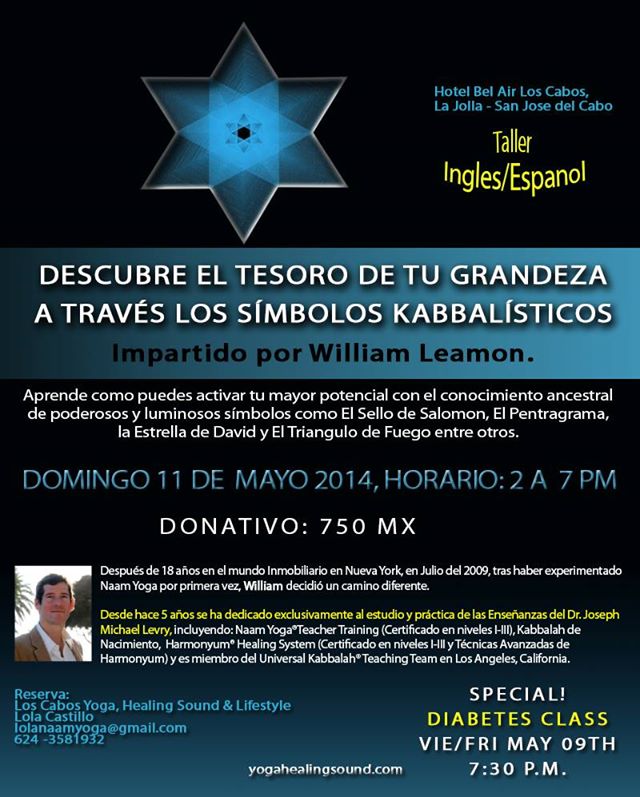 Hotel Bel Air Los Cabos,
La Jolla - San Jose del Cabo
Taller
Ingles/Espanol
DESCUBRE EL TESORO DE TU GRANDEZA
A TRAVÉS LOS SÍMBOLOS KABBALÍSTICOS
Impartido por William Leamon.
Aprende como puedes activar tu mayor potencial con el conocimiento ancestral
de poderosos y luminosos símbolos como El Sello de Salomon, El Pentragrama,
la Estrella de David y El Triangulo de Fuego entre otros.
DOMINGO 11 DE MAYO 2014, HORARIO: 2 A 7 PM
DONATIVO: 750 MX
Después de 18 años en el mundo Inmobiliario en Nueva York, en Julio del 2009, tras haber experimentado
Naam Yoga por primera vez, William decidió un camino diferente.
Desde hace 5 años se ha dedicado exclusivamente al estudio y práctica de las Enseñanzas del Dr. Joseph
Michael Levry, incluyendo: Naam Yoga®Teacher Training (Certificado en niveles I-III), Kabbalah de
Nacimiento, Harmonyum® Healing System (Certificado en niveles I-III y Técnicas Avanzadas de
Harmonyum) y es miembro del Universal Kabbalah® Teaching Team en Los Angeles, California.
Reserva:
Los Cabos Yoga, Healing Sound & Lifestyle
Lola Castillo
lolanaamyoga@gmail.com
624 -3581932
yogahealingsound.com
SPECIAL!
DIABETES CLASS
VIE/FRI MAY 09TH
7:30 P.M.